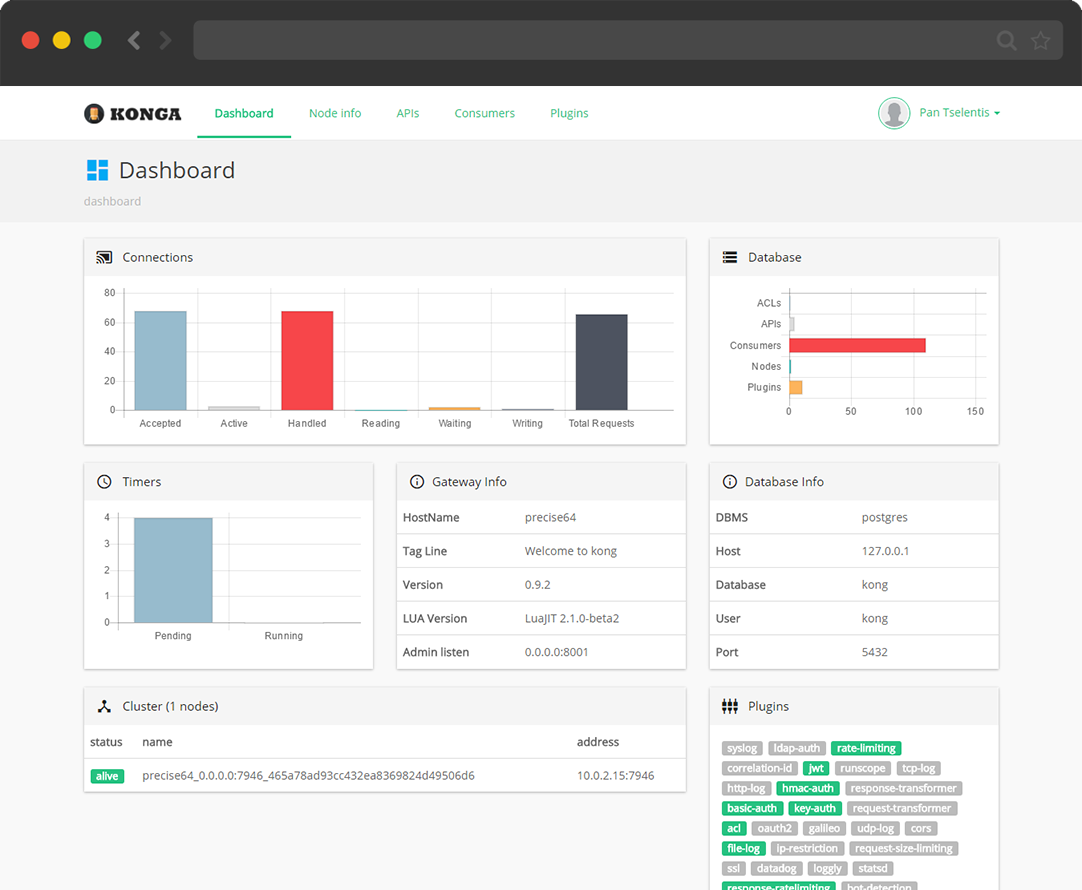 KONGA Dashboard Node info APIs Consumers Plugins Pan Tselentis
Dashboard
dashboard
Connections
80
60
40
20
0
Accepted Active Handled Reading Waiting Writing Total Requests
Database
ACLs
APIs
Consumers
Nodes
Plugins
0 50 100 150
Timers
4
3
2
1
0
Pending Running
Gateway Info
HostName precise64
Tag Line Welcome to kong
Version 0.9.2
LUA Version LuaJIT 2.1.0-beta2
Admin listen 0.0.0.0:8001
Database Info
DBMS postgres
Host 127.0.0.1
Database kong
User kong
Port 5432
Cluster (1 nodes)
status name address
alive precise64_0.0.0.0:7946_465a78ad93cc432ea8369824d49506d6 10.0.2.15:7946
Plugins
syslog ldap-auth rate-limiting
correlation-id jwt runscope tcp-log
http-log hmac-auth response-transformer
basic-auth key-auth request-transformer
acl oauth2 galileo udp-log cors
file-log ip-restriction request-size-limiting
ssl datadog loggly statsd
response-ratelimiting bot-detection